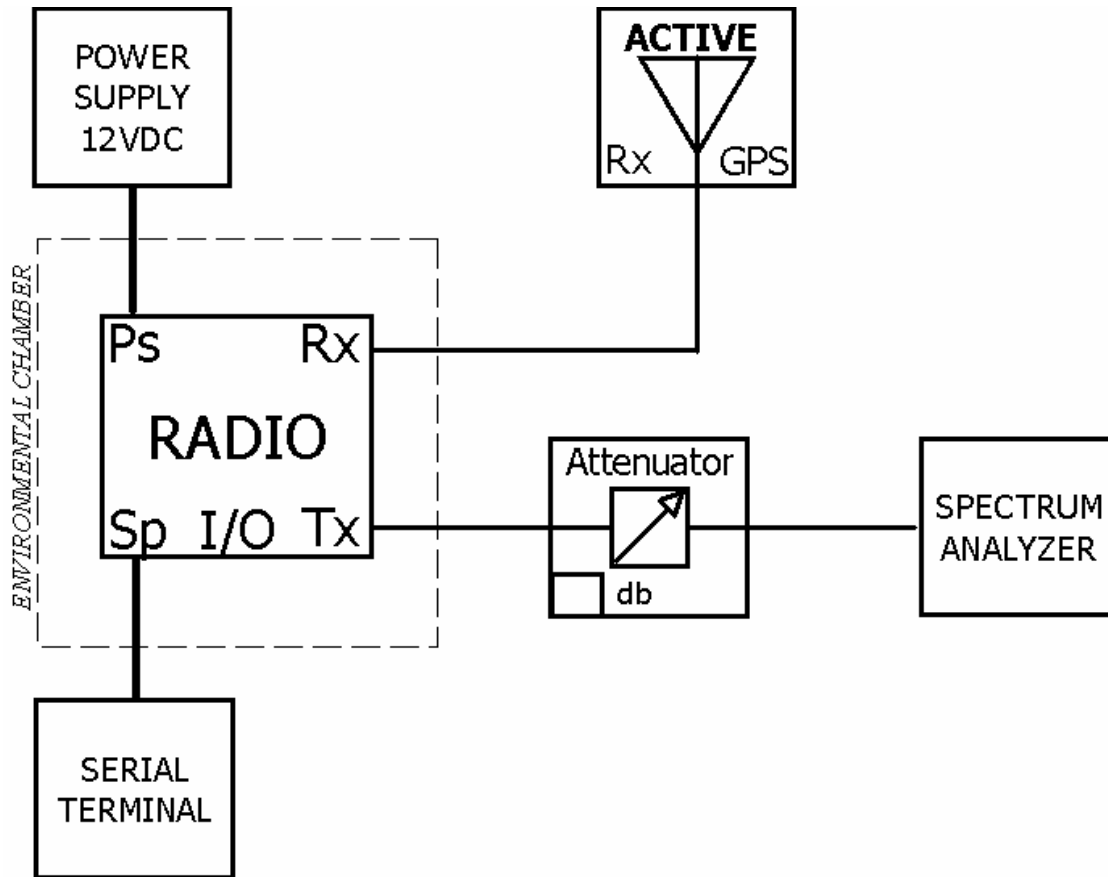 POWER
SUPPLY
12VDC
ACTIVE
Rx GPS
ENVIRONMENTAL CHAMBER
Ps Rx
RADIO
Sp I/O Tx
Attenuator
db
SPECTRUM
ANALYZER
SERIAL
TERMINAL